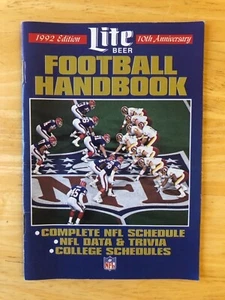 1992 Edition Lite 10th Anniversary
BEER
FOOTBALL
HANDBOOK
NFL
•COMPLETE NFL SCHEDULE
•NFL DATA & TRIVIA
•COLLEGE SCHEDULES
NFL